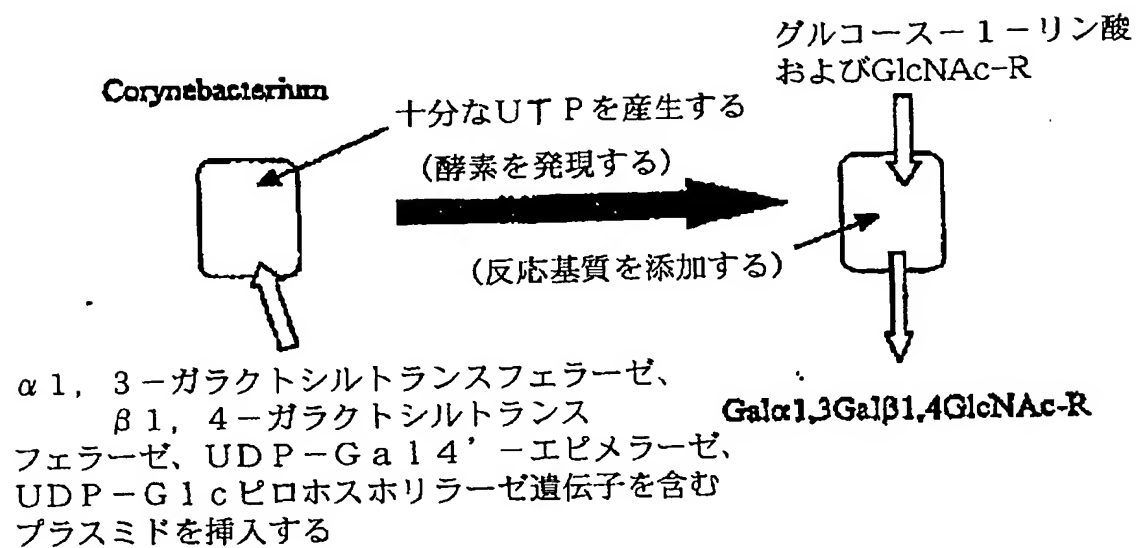 グルコース－１－リン酸
およびGlcNAc-R
Corynebacterium
十分なＵＴＰを産生する
（酵素を発現する）
（反応基質を添加する）
α１，３－ガラクトシルトランスフェラーゼ、
β１，４－ガラクトシルトランス
フェラーゼ、ＵＤＰ－Ｇａｌ４’－エピメラーゼ、
ＵＤＰ－Ｇｌｃピロホスホリラーゼ遺伝子を含む
プラスミドを挿入する
Galα1,3Galβ1,4GlcNAc-R